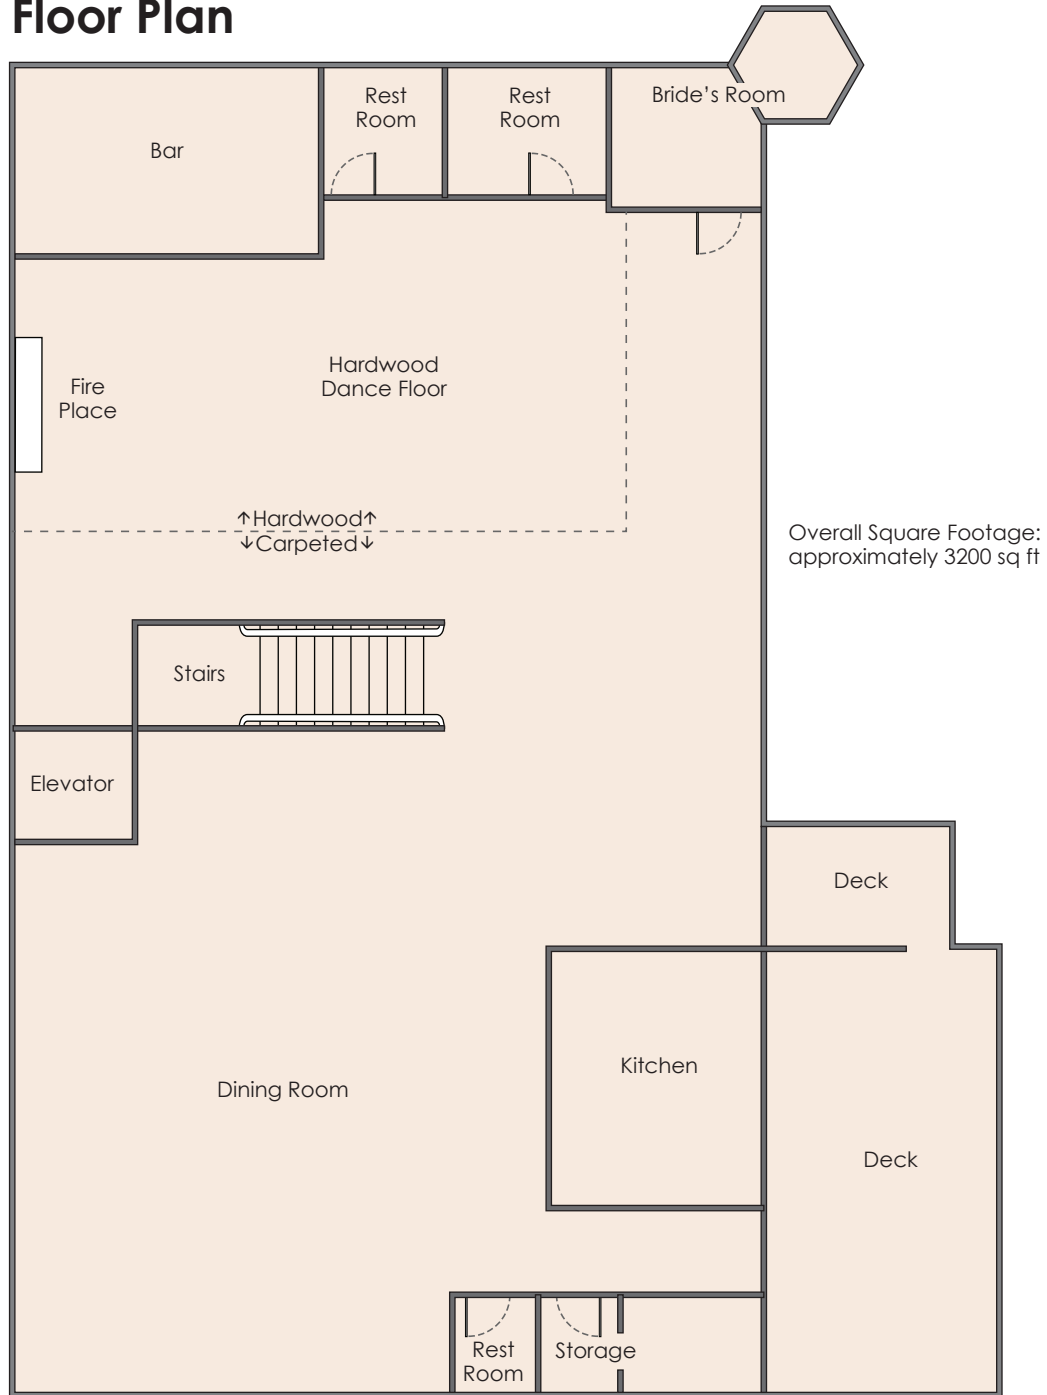 Floor Plan
Rest
Room
Rest
Room
Bride’s Room
Bar
Hardwood
Dance Floor
Fire
Place
↑Hardwood↑
↓Carpeted↓
Overall Square Footage:
approximately 3200 sq ft
Stairs
Elevator
Deck
Kitchen
Dining Room
Deck
Rest
Room
Storage